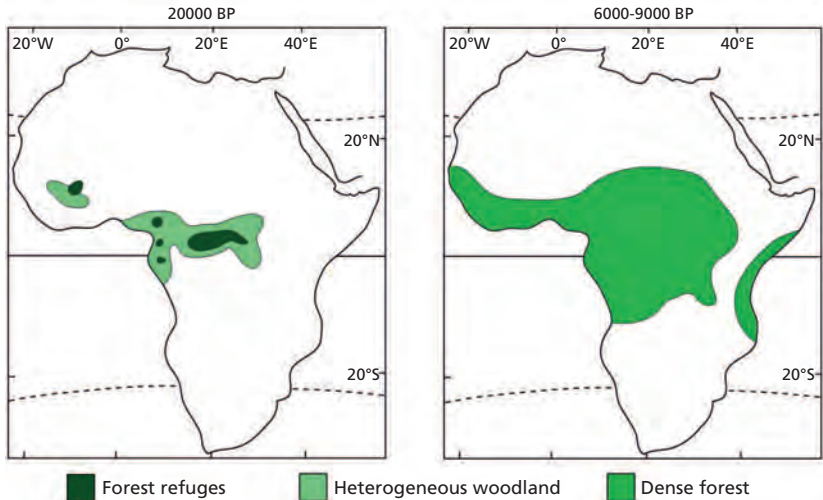 20000 BP
20°W 0° 20°E 40°E
20°N
20°S
6000-9000 BP
20°W 0° 20°E 40°E
20°N
20°S
Forest refuges Heterogeneous woodland Dense forest